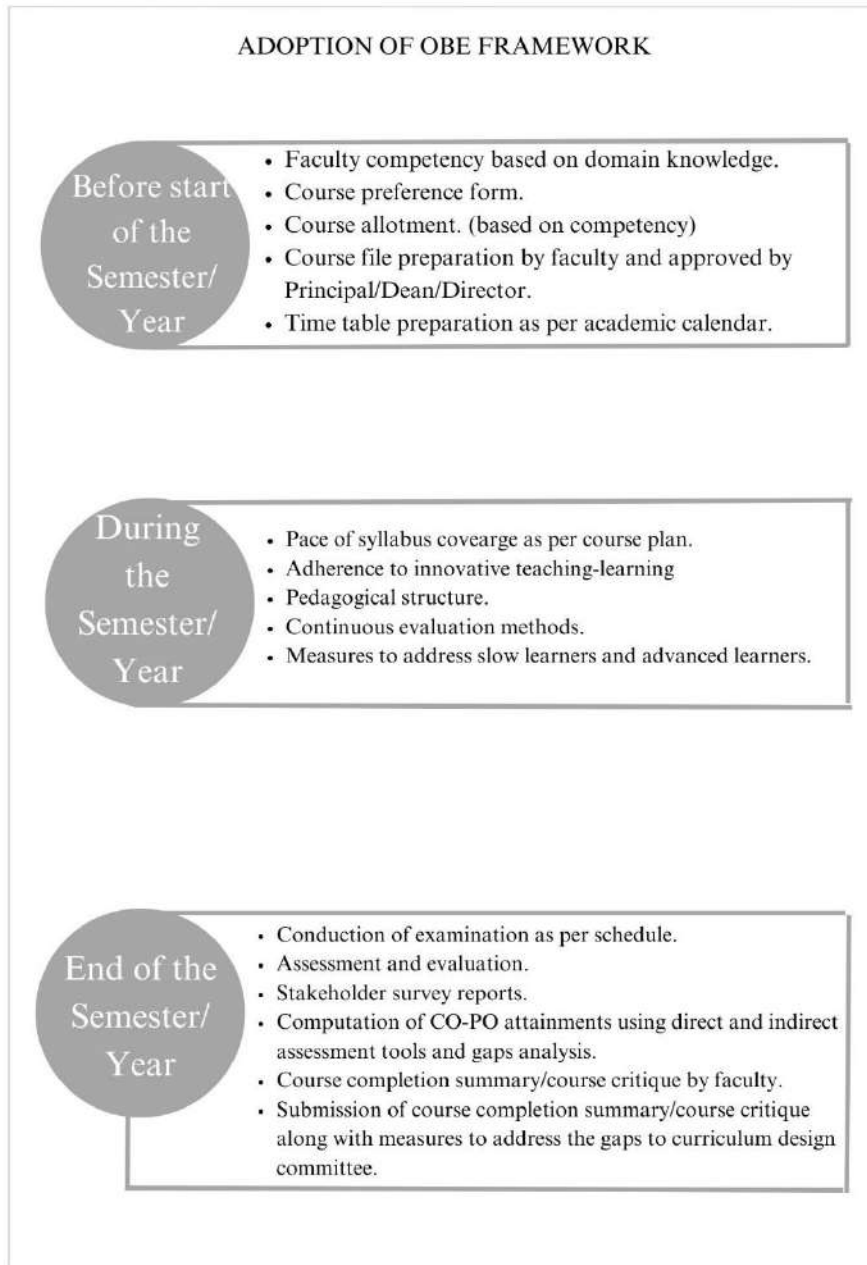 ADOPTION OF OBE FRAMEWORK
Before start
of the
Semester/
Year
• Faculty competency based on domain knowledge.
• Course preference form.
• Course allotment. (based on competency)
• Course file preparation by faculty and approved by
Principal/Dean/Director.
• Time table preparation as per academic calendar.
During
the
Semester/
Year
• Pace of syllabus covearge as per course plan.
• Adherence to innovative teaching-learning
• Pedagogical structure.
• Continuous evaluation methods.
• Measures to address slow learners and advanced learners.
End of the
Semester/
Year
• Conduction of examination as per schedule.
• Assessment and evaluation.
• Stakeholder survey reports.
• Computation of CO-PO attainments using direct and indirect
assessment tools and gaps analysis.
• Course completion summary/course critique by faculty.
• Submission of course completion summary/course critique
along with measures to address the gaps to curriculum design
committee.